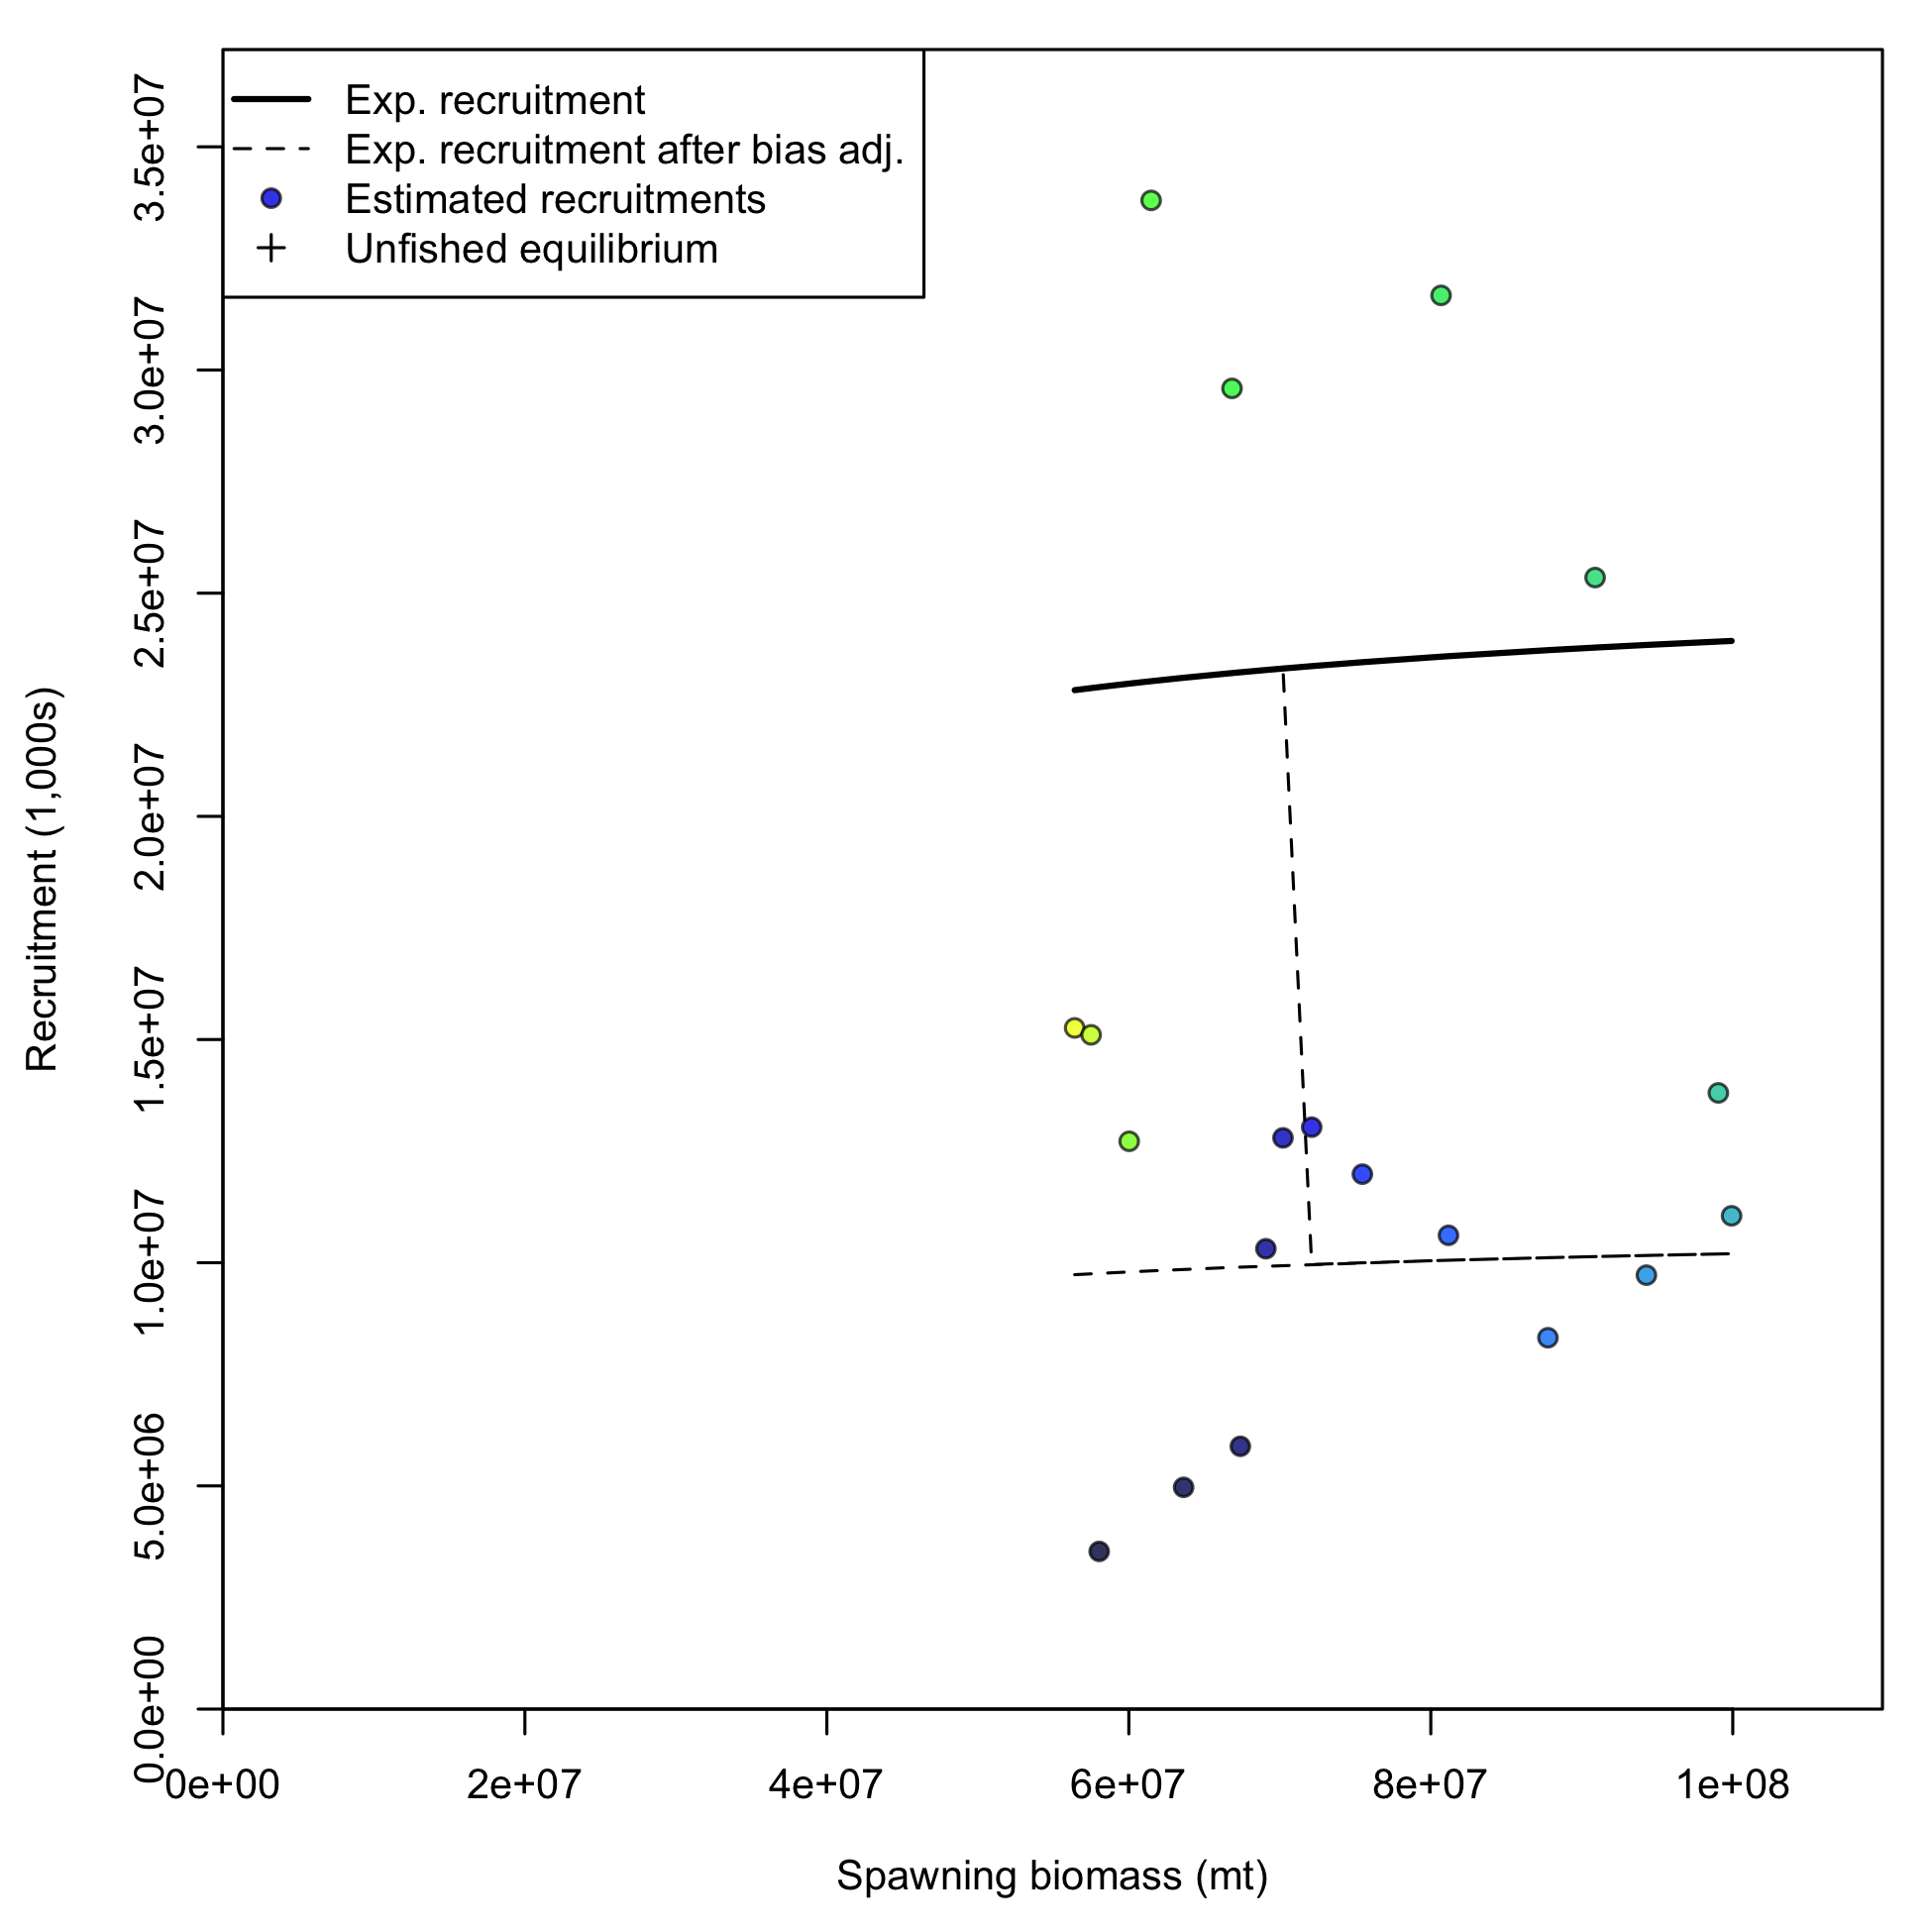 Exp. recruitment
Exp. recruitment after bias adj.
Estimated recruitments
Unfished equilibrium
Recruitment (1,000s)
3.5e+07
3.0e+07
2.5e+07
2.0e+07
1.5e+07
1.0e+07
5.0e+06
0.0e+00
0e+00 2e+07 4e+07 6e+07 8e+07 1e+08
Spawning biomass (mt)